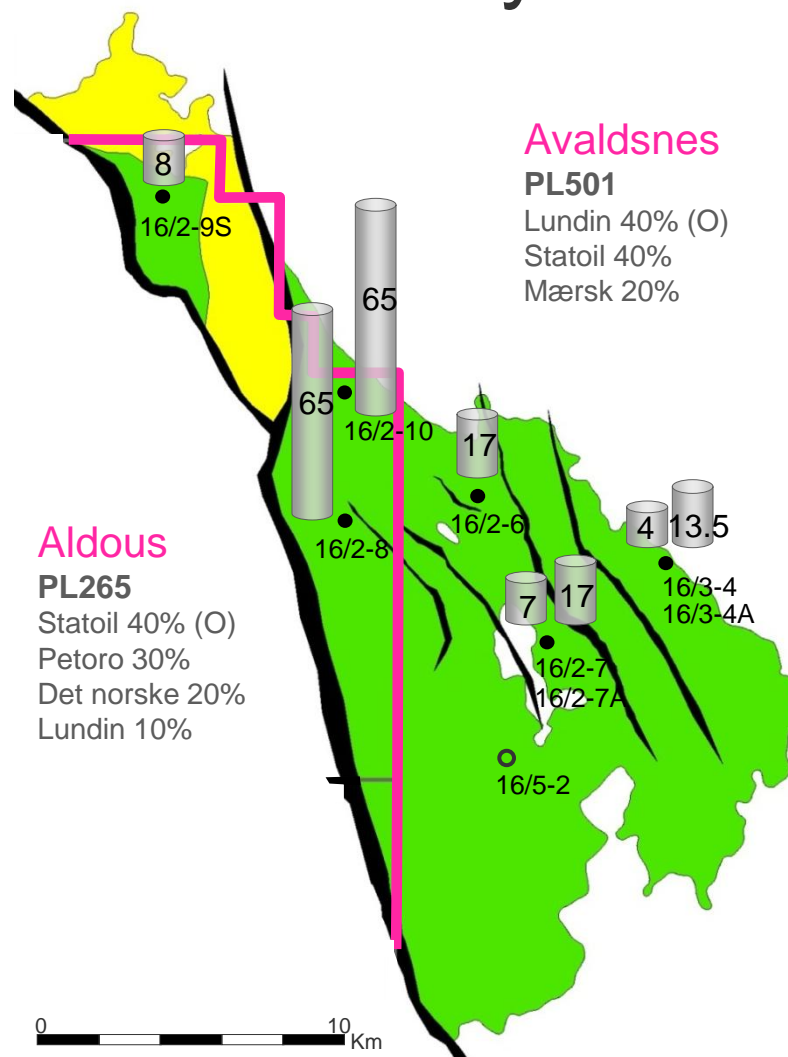 8
16/2-9S
Avaldsnes
PL501
Lundin 40% (O)
Statoil 40%
Mærsk 20%
65
65
16/2-10
17
16/2-6
16/2-8
4
13.5
16/3-4
16/3-4A
7
17
16/2-7
16/2-7A
Aldous
PL265
Statoil 40% (O)
Petoro 30%
Det norske 20%
Lundin 10%
16/5-2
0
10
Km